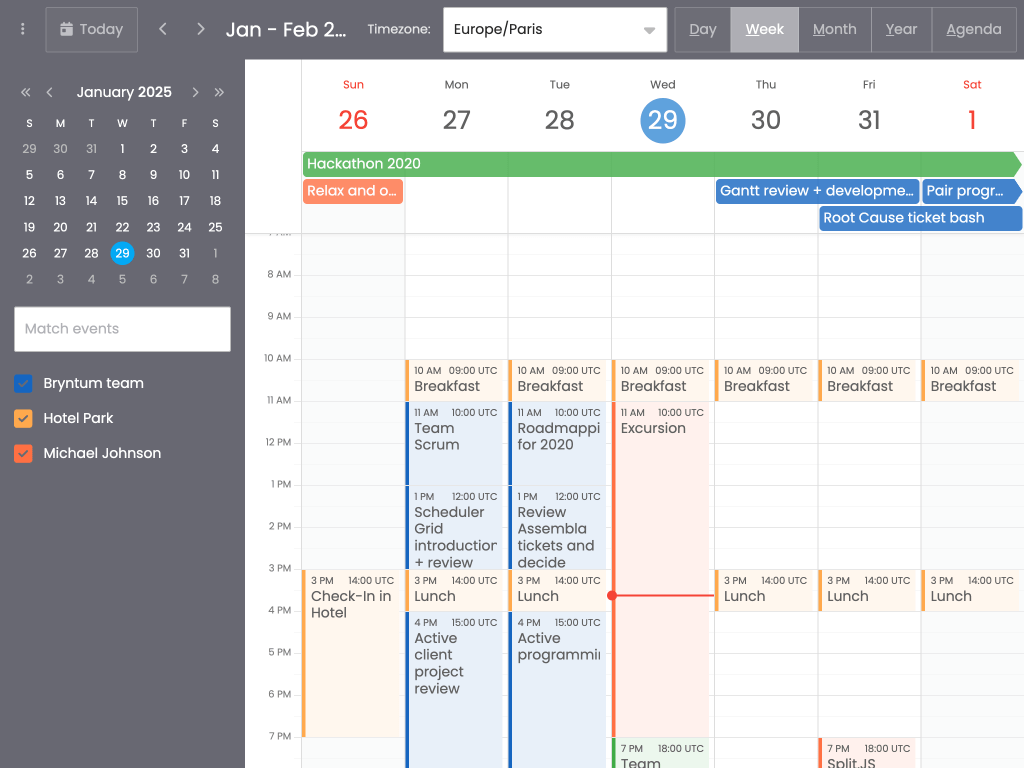 Today
Jan - Feb 2...
Timezone:
Europe/Paris
Day
Week
Month
Year
Agenda
January 2025
S M T W T F S
29 30 31 1 2 3 4
5 6 7 8 9 10 11
12 13 14 15 16 17 18
19 20 21 22 23 24 25
26 27 28 29 30 31 1
2 3 4 5 6 7 8
Match events
Bryntum team
Hotel Park
Michael Johnson
Sun Mon Tue Wed Thu Fri Sat
26 27 28 29 30 31 1
Hackathon 2020
Relax and o...
Gantt review + developme...
Pair progr...
Root Cause ticket bash
8 AM
9 AM
10 AM
11 AM
12 PM
1 PM
2 PM
3 PM
4 PM
5 PM
6 PM
7 PM
3 PM 14:00 UTC
Check-In in
Hotel
10 AM 09:00 UTC
Breakfast
11 AM 10:00 UTC
Team
Scrum
1 PM 12:00 UTC
Scheduler
Grid
introduction
+ review
3 PM 14:00 UTC
Lunch
4 PM 15:00 UTC
Active
client
project
review
10 AM 09:00 UTC
Breakfast
11 AM 10:00 UTC
Roadmappi
for 2020
1 PM 12:00 UTC
Review
Assembla
tickets and
decide
3 PM 14:00 UTC
Lunch
4 PM 15:00 UTC
Active
programmi
10 AM 09:00 UTC
Breakfast
11 AM 10:00 UTC
Excursion
7 PM 18:00 UTC
Team
10 AM 09:00 UTC
Breakfast
3 PM 14:00 UTC
Lunch
10 AM 09:00 UTC
Breakfast
3 PM 14:00 UTC
Lunch
7 PM 18:00 UTC
Split.JS
10 AM 09:00 UTC
Breakfast
3 PM 14:00 UTC
Lunch